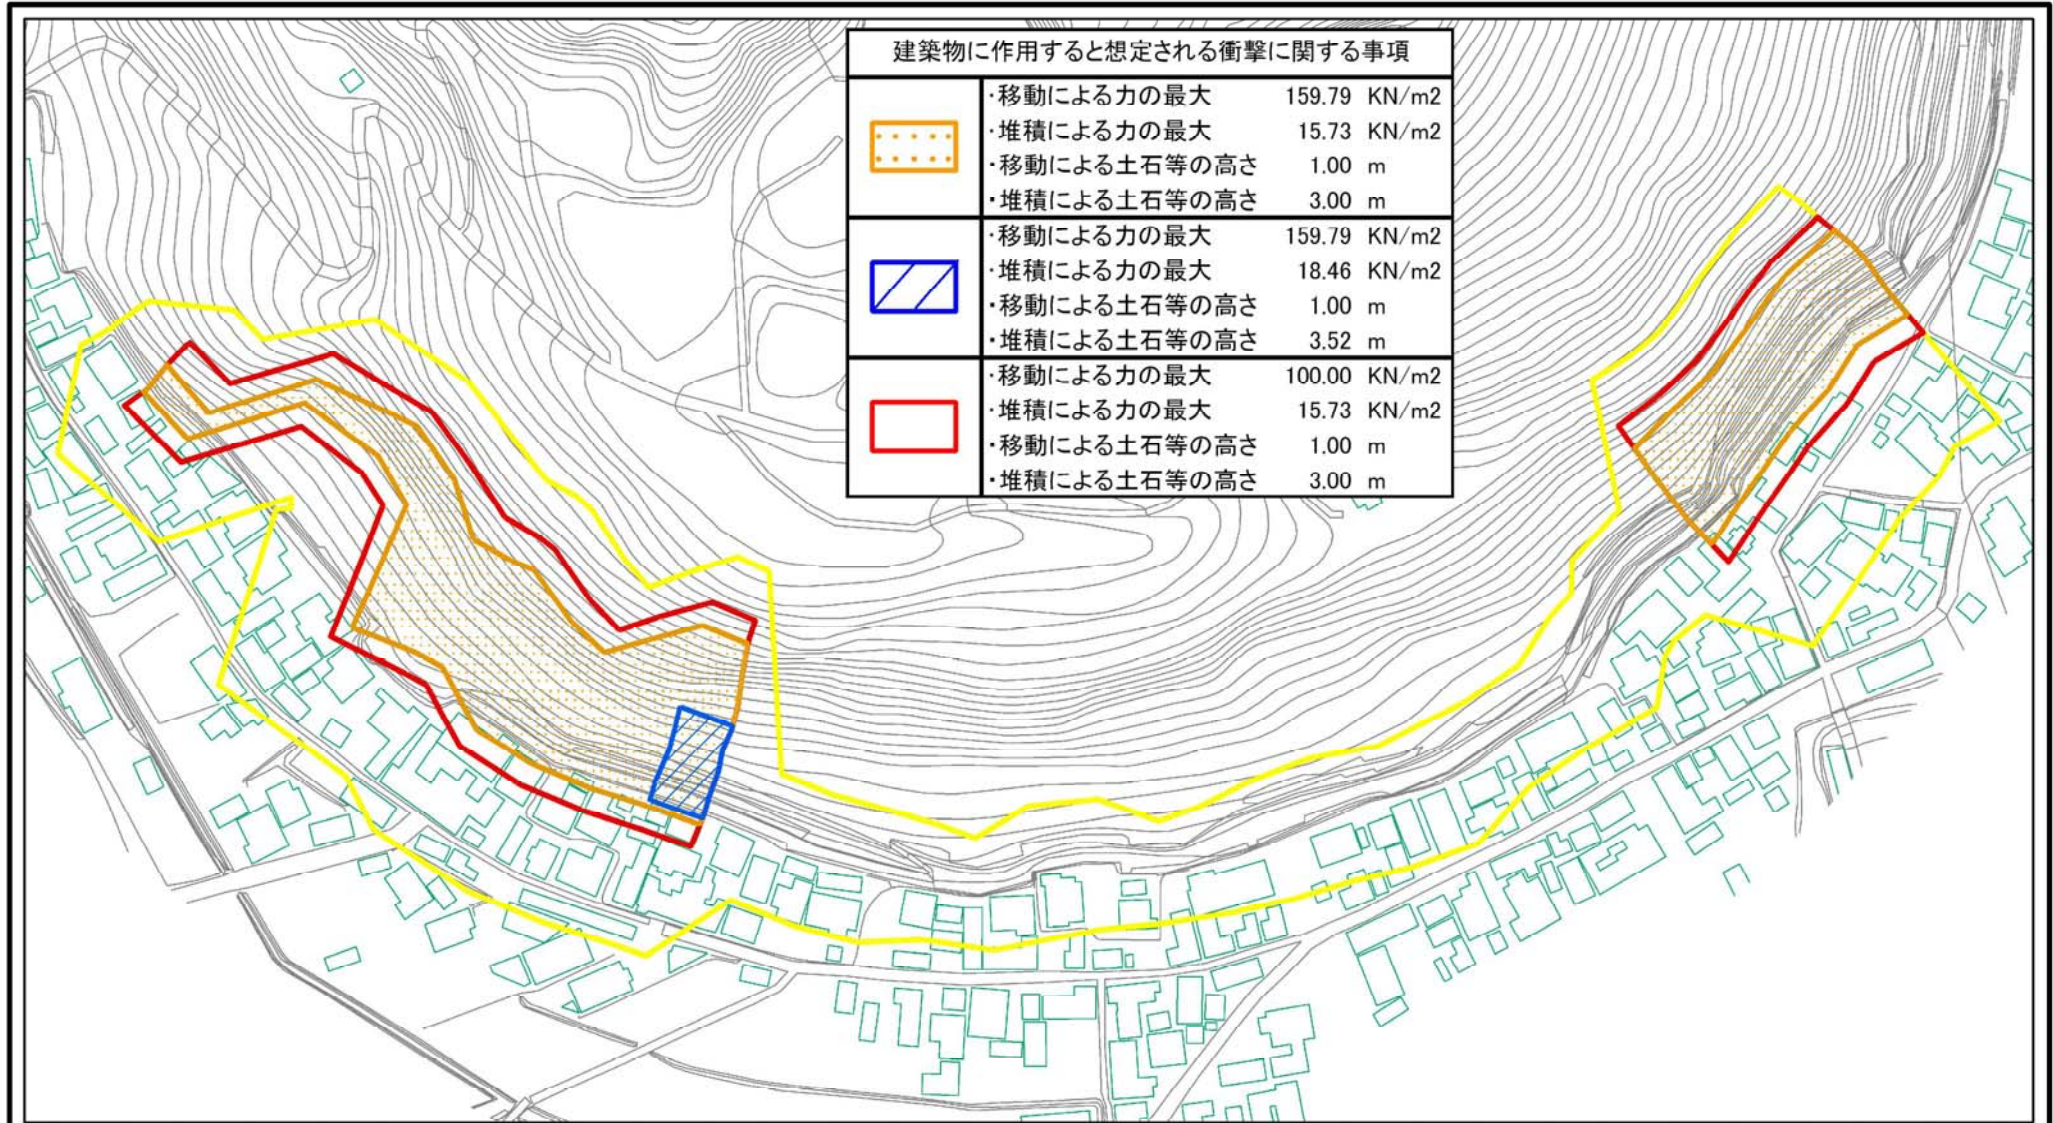 建築物に作用すると想定される衝撃に関する事項
・移動による力の最大 159.79 KN/m2
・堆積による力の最大 15.73 KN/m2
・移動による土石等の高さ 1.00 m
・堆積による土石等の高さ 3.00 m
・移動による力の最大 159.79 KN/m2
・堆積による力の最大 18.46 KN/m2
・移動による土石等の高さ 1.00 m
・堆積による土石等の高さ 3.52 m
・移動による力の最大 100.00 KN/m2
・堆積による力の最大 15.73 KN/m2
・移動による土石等の高さ 1.00 m
・堆積による土石等の高さ 3.00 m